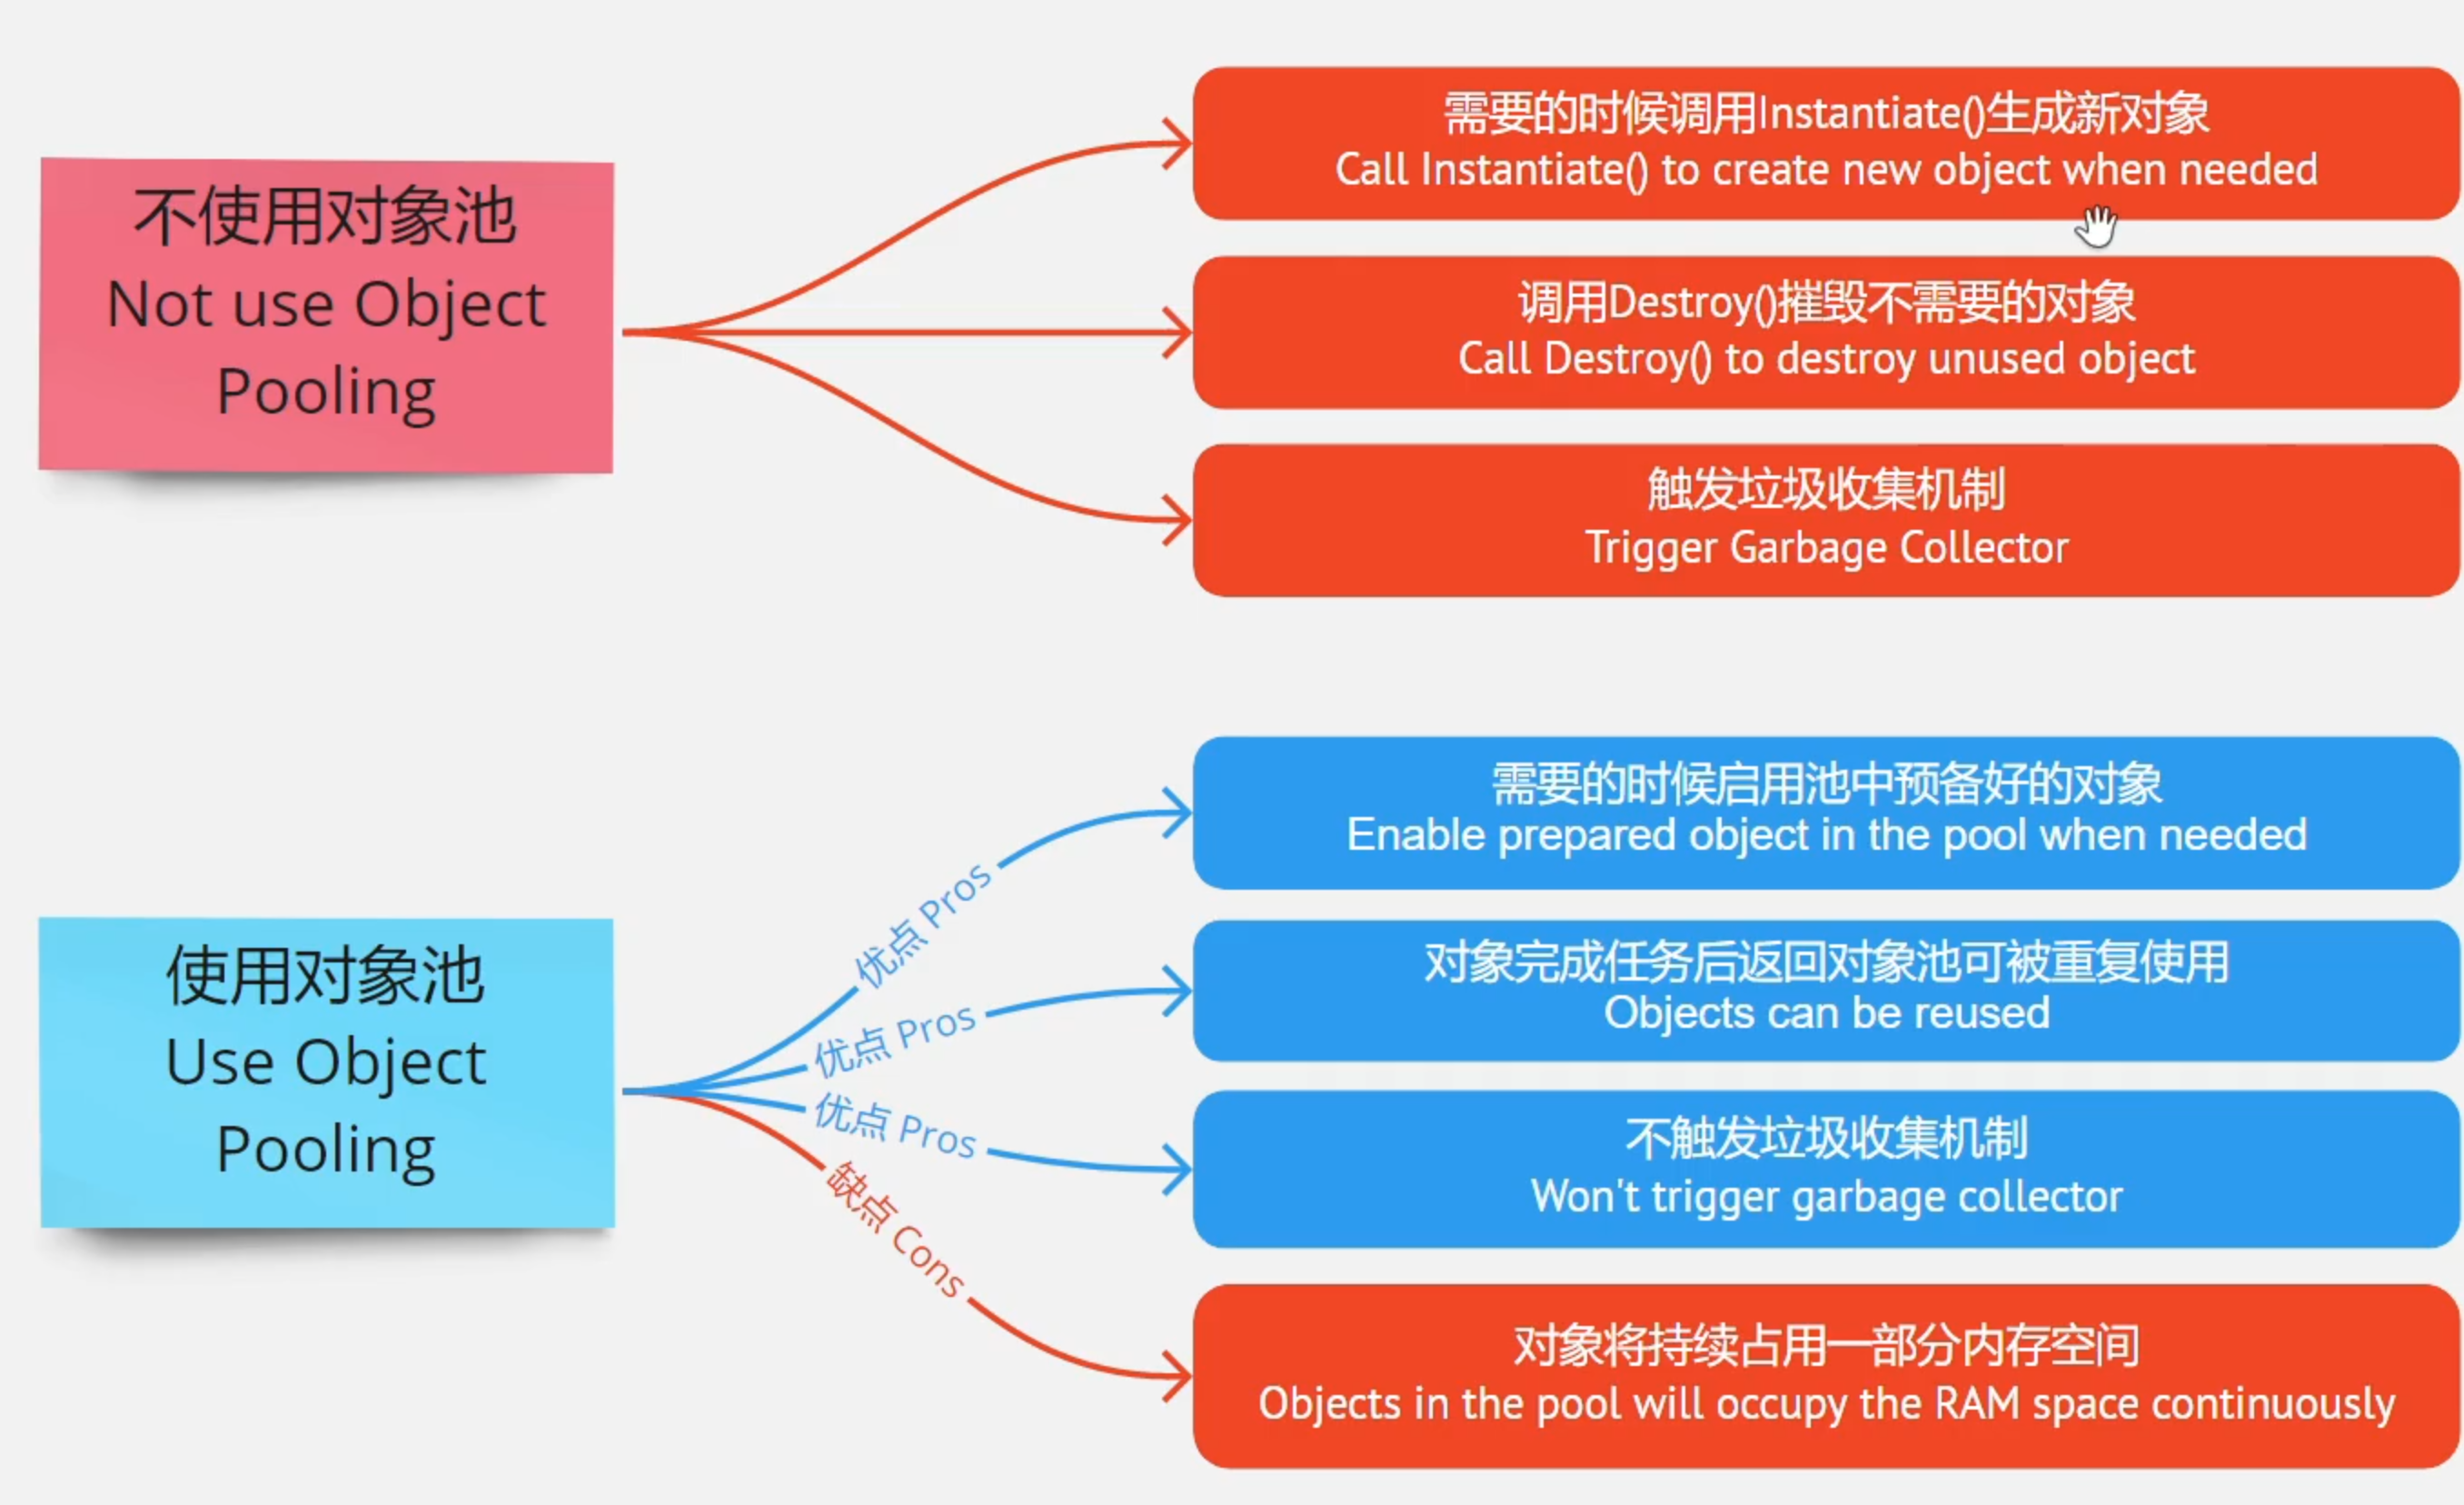 不使用对象池
Not use Object
Pooling
需要的时候调用Instantiate()生成新对象
Call Instantiate() to create new object when needed
调用Destroy()摧毁不需要的对象
Call Destroy() to destroy unused object
触发垃圾收集机制
Trigger Garbage Collector
使用对象池
Use Object
Pooling
优点 Pros
需要的时候启用池中预备好的对象
Enable prepared object in the pool when needed
优点 Pros
对象完成任务后返回对象池可被重复使用
Objects can be reused
优点 Pros
不触发垃圾收集机制
Won't trigger garbage collector
缺点 Cons
对象将持续占用一部分内存空间
Objects in the pool will occupy the RAM space continuously